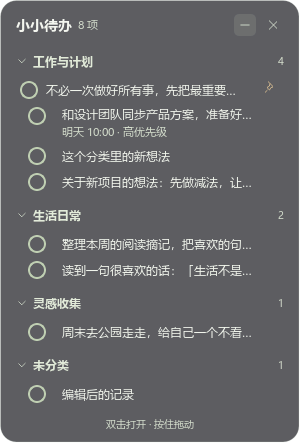 小小待办 8 项
工作与计划 4
不必一次做好所有事，先把最重要...
和设计团队同步产品方案，准备好...
明天 10:00 · 高优先级
这个分类里的新想法
关于新项目的想法：先做减法，让...
生活日常 2
整理本周的阅读摘记，把喜欢的句...
读到一句很喜欢的话：「生活不是...
灵感收集 1
周末去公园走走，给自己一个不看...
未分类 1
编辑后的记录
双击打开 · 按住拖动